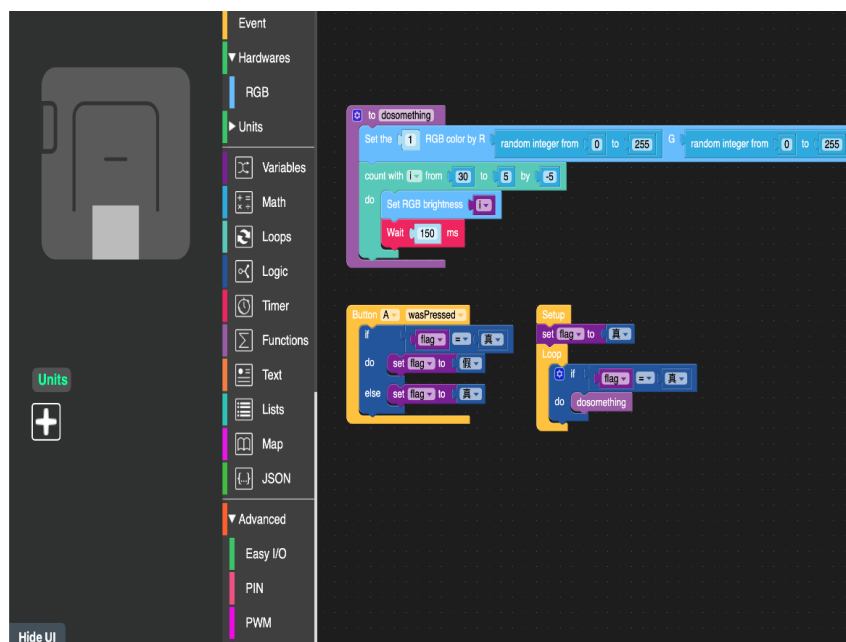 Event
Hardwares
RGB
Units
Variables
Math
Loops
Logic
Timer
Functions
Text
Lists
Map
JSON
Advanced
Easy I/O
PIN
PWM
Units
Hide UI
to dosomething
Set the 1 RGB color by R random integer from 0 to 255 G random integer from 0 to 255
count with i from 30 to 5 by -5
do Set RGB brightness i
Wait 150 ms
Button A wasPressed
if flag = 真
do set flag to 假
else set flag to 真
Setup
set flag to 真
Loop
if flag = 真
do dosomething